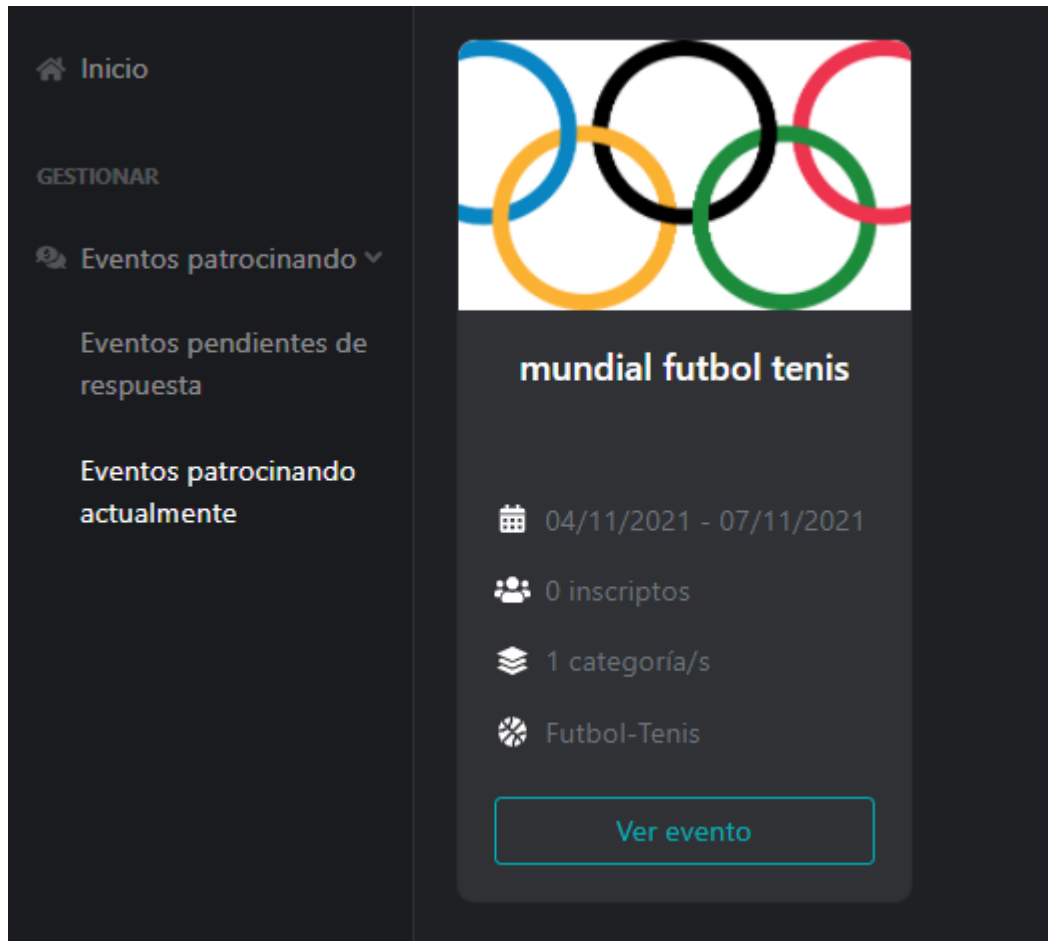 Inicio
GESTIONAR
Eventos patrocinando
Eventos pendientes de
respuesta
Eventos patrocinando
actualmente
mundial futbol tenis
04/11/2021 - 07/11/2021
0 inscriptos
1 categoría/s
Futbol-Tenis
Ver evento